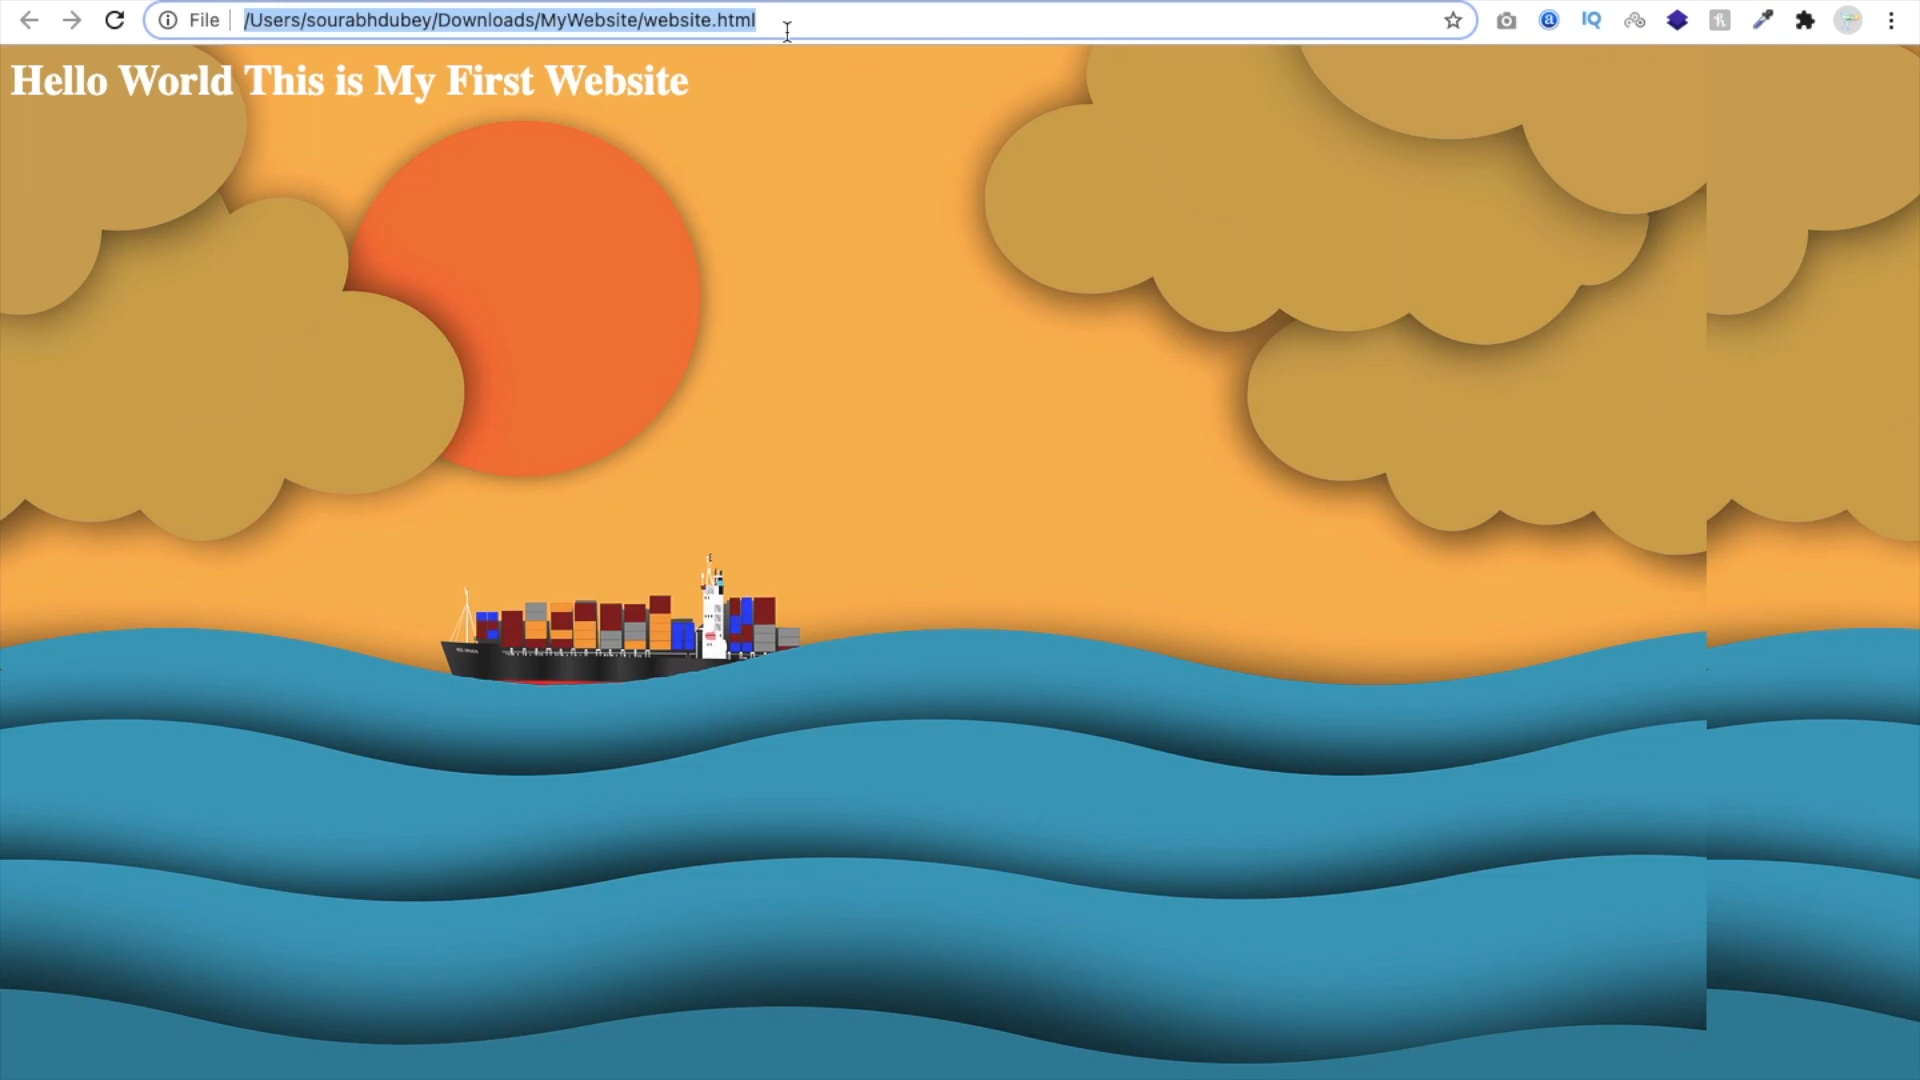 File /Users/sourabhdubey/Downloads/MyWebsite/website.html
IQ
Hello World This is My First Website